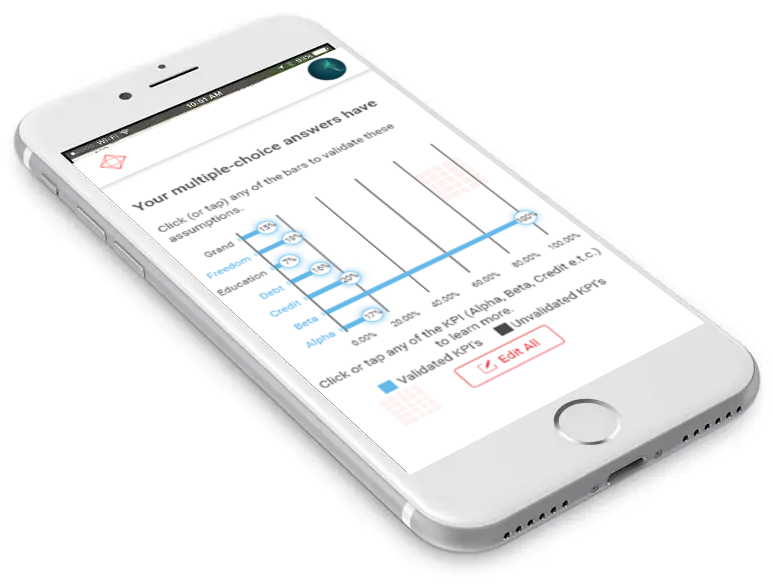 Wi-Fi 10:51 AM 93%
Your multiple-choice answers have
Click (or tap) any of the bars to validate these
assumptions.
Grand 15%
Freedom 19%
Education 7%
Debt 16%
Credit 20%
Beta 100%
Alpha 17%
0.00% 20.00% 40.00% 60.00% 80.00% 100.00%
Click or tap any of the KPI (Alpha, Beta, Credit e.t.c.)
to learn more.
Validated KPI's Unvalidated KPI's
Edit All